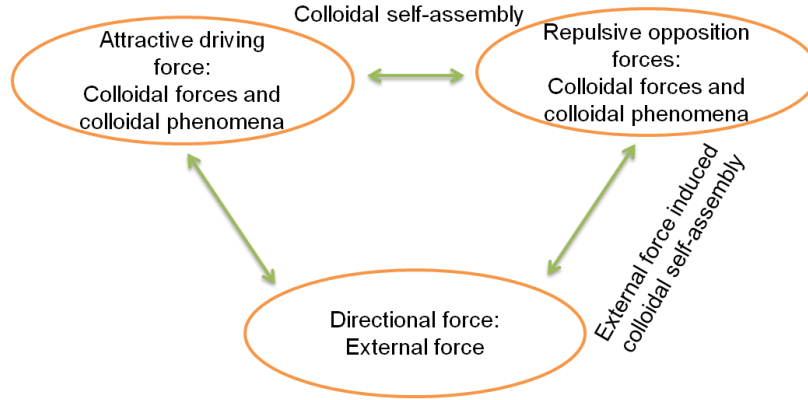 Colloidal self-assembly
Attractive driving
force:
Colloidal forces and
colloidal phenomena
Repulsive opposition
forces:
Colloidal forces and
colloidal phenomena
External force induced
colloidal self-assembly
Directional force:
External force